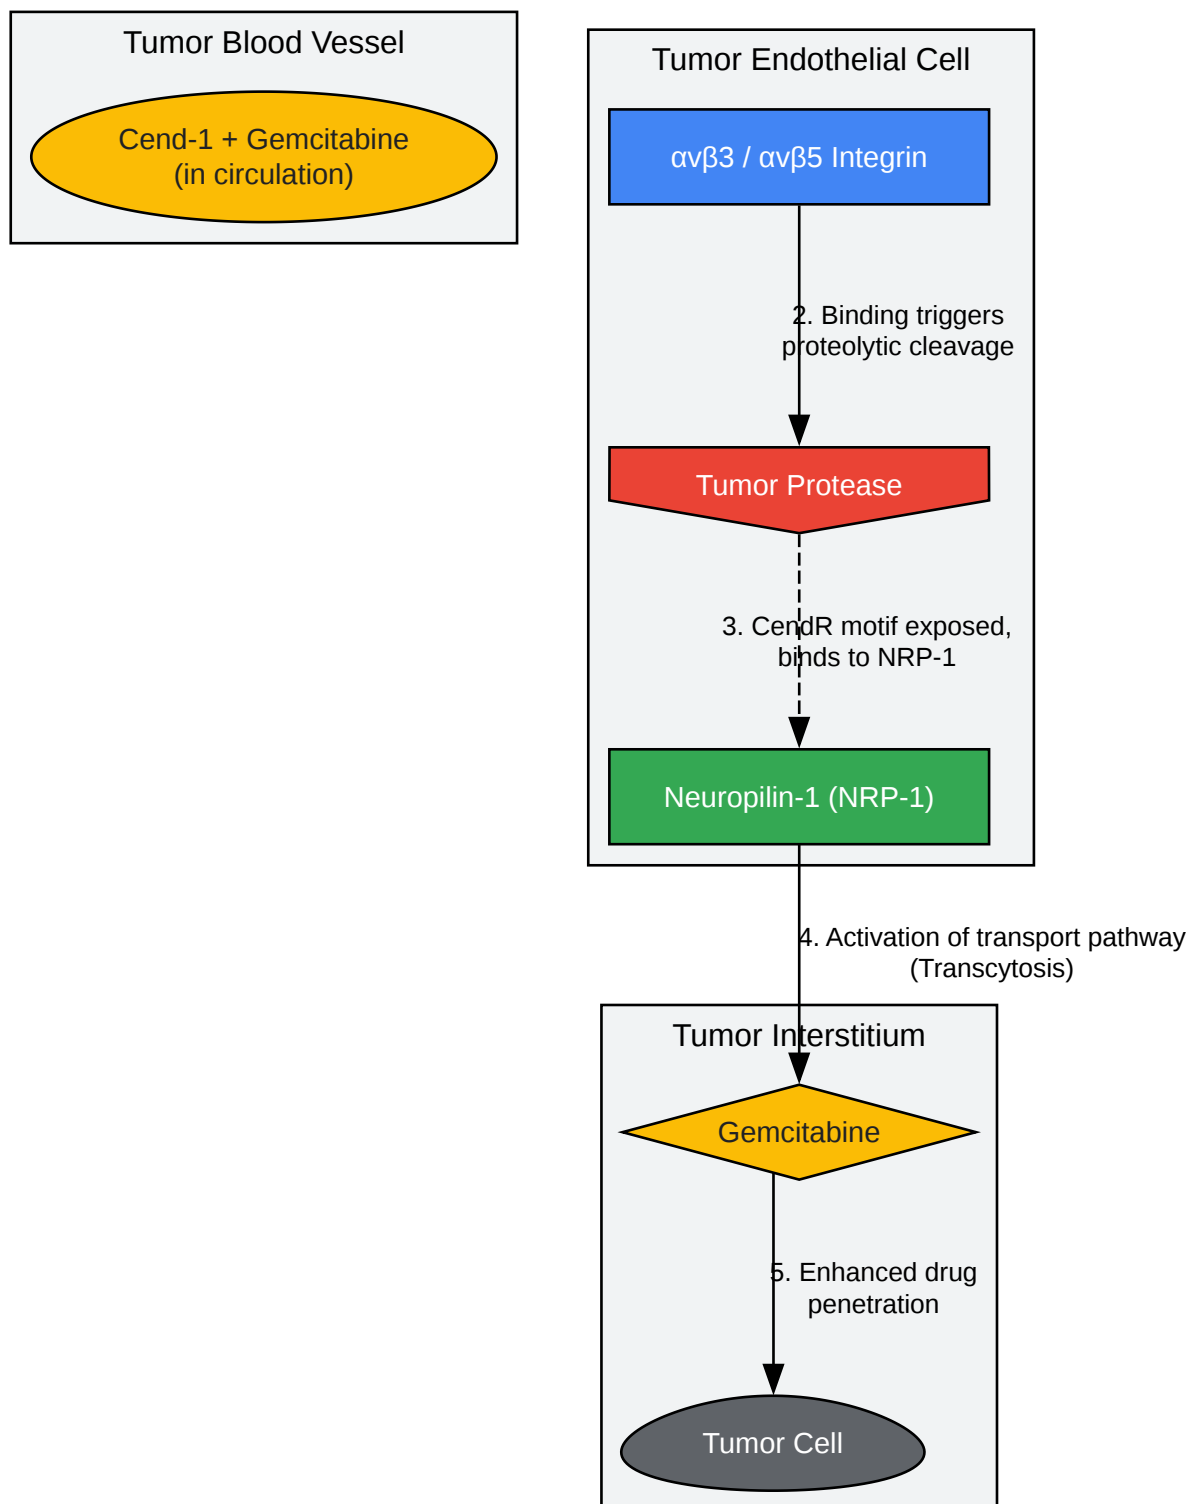 Tumor Blood Vessel
Cend-1 + Gemcitabine
(in circulation)
Tumor Endothelial Cell
αvβ3 / αvβ5 Integrin
2. Binding triggers
proteolytic cleavage
Tumor Protease
3. CendR motif exposed,
binds to NRP-1
Neuropilin-1 (NRP-1)
4. Activation of transport pathway
(Transcytosis)
Tumor Interstitium
Gemcitabine
5. Enhanced drug
penetration
Tumor Cell